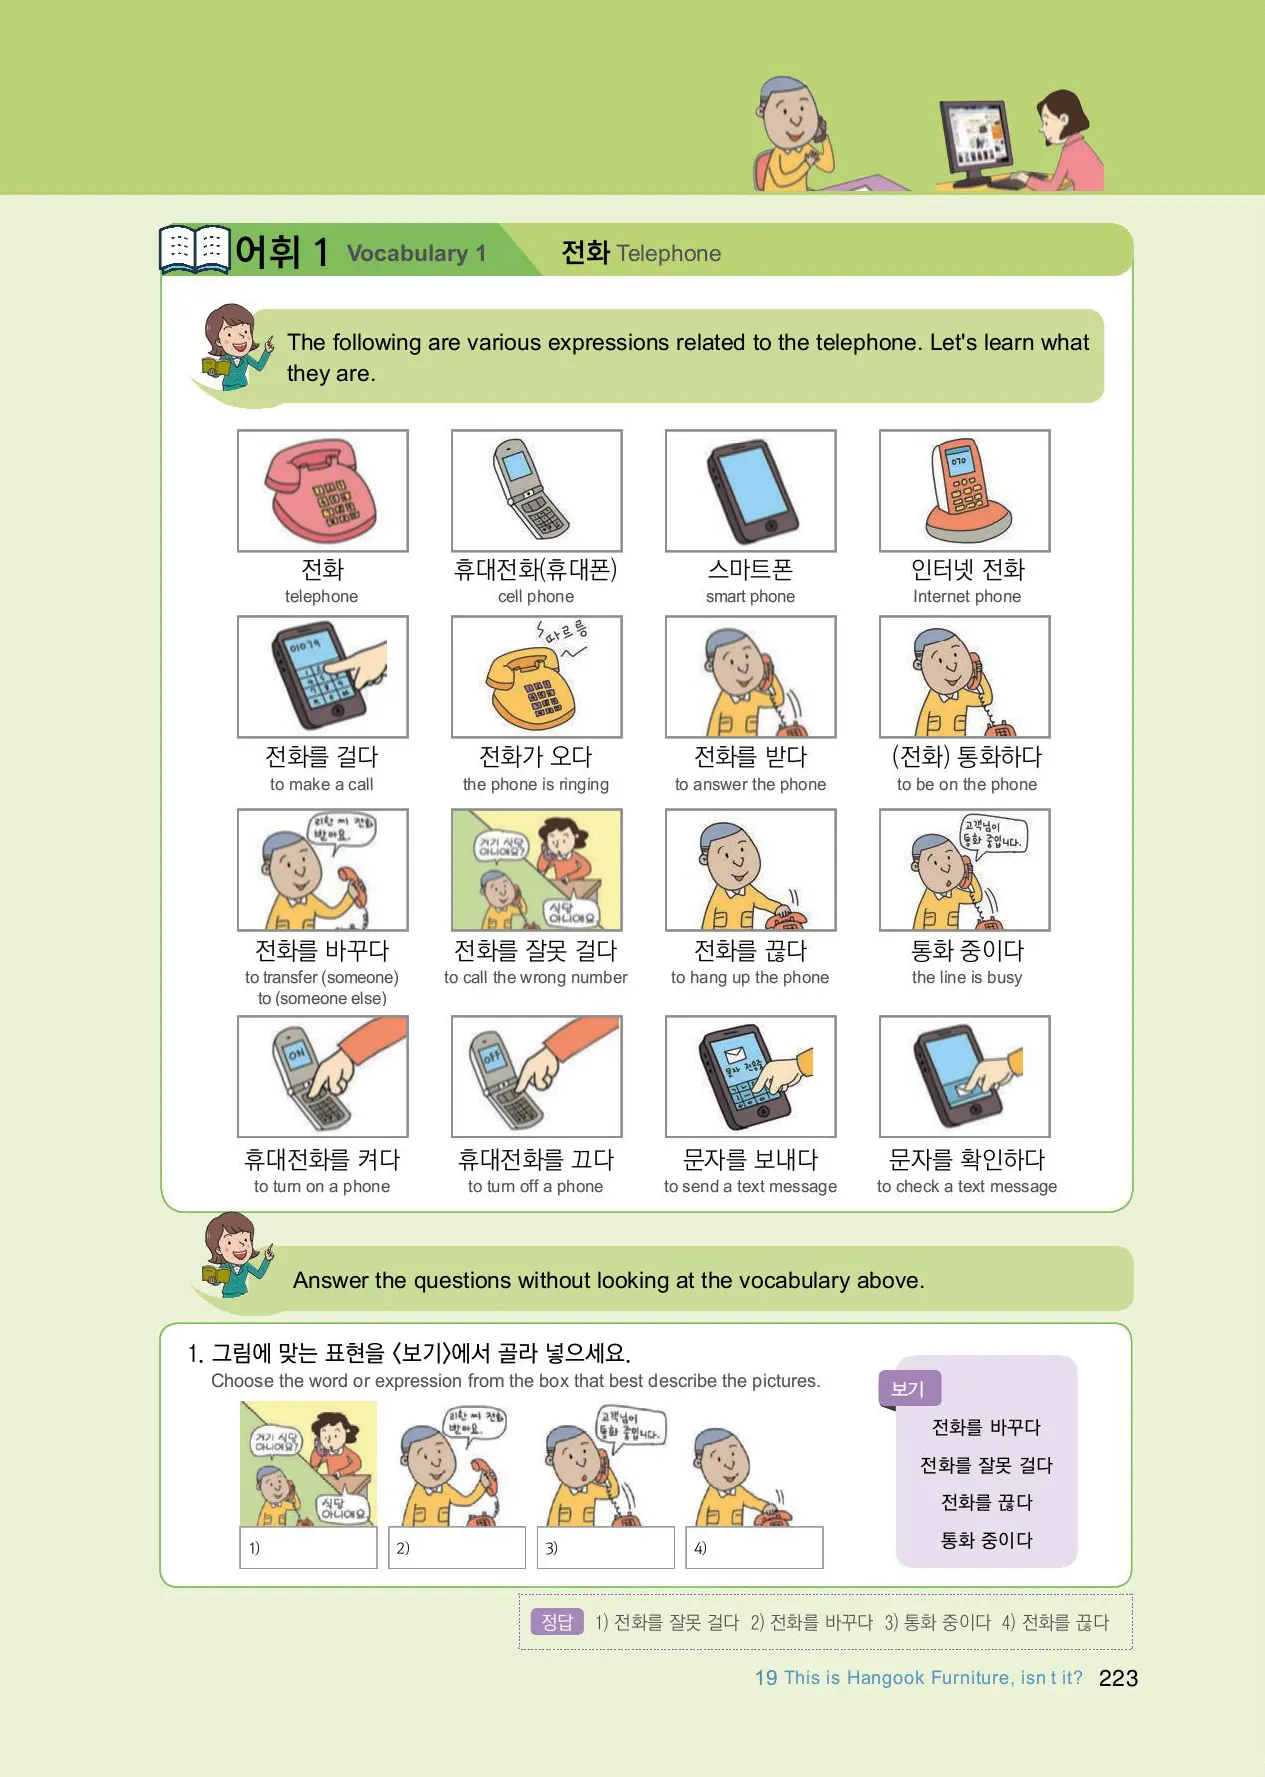 어휘 1 Vocabulary 1 전화 Telephone
The following are various expressions related to the telephone. Let's learn what
they are.
070
전화 휴대전화(휴대폰) 스마트폰 인터넷 전화
telephone cell phone smart phone Internet phone
01079
따르릉
전화를 걸다 전화가 오다 전화를 받다 (전화) 통화하다
to make a call the phone is ringing to answer the phone to be on the phone
리한 씨 전화
받아요.
거기 식당
아니에요?
식당
아니에요.
고객님이
통화 중입니다.
전화를 바꾸다 전화를 잘못 걸다 전화를 끊다 통화 중이다
to transfer (someone) to call the wrong number to hang up the phone the line is busy
to (someone else)
ON
OFF
문자 전송중
휴대전화를 켜다 휴대전화를 끄다 문자를 보내다 문자를 확인하다
to turn on a phone to turn off a phone to send a text message to check a text message
Answer the questions without looking at the vocabulary above.
1. 그림에 맞는 표현을 〈보기〉에서 골라 넣으세요.
Choose the word or expression from the box that best describe the pictures.
거기 식당
아니에요?
식당
아니에요.
리한 씨 전화
받아요.
고객님이
통화 중입니다.
1) 2) 3) 4)
보기
전화를 바꾸다
전화를 잘못 걸다
전화를 끊다
통화 중이다
정답 1) 전화를 잘못 걸다 2) 전화를 바꾸다 3) 통화 중이다 4) 전화를 끊다
19 This is Hangook Furniture, isn t it? 223